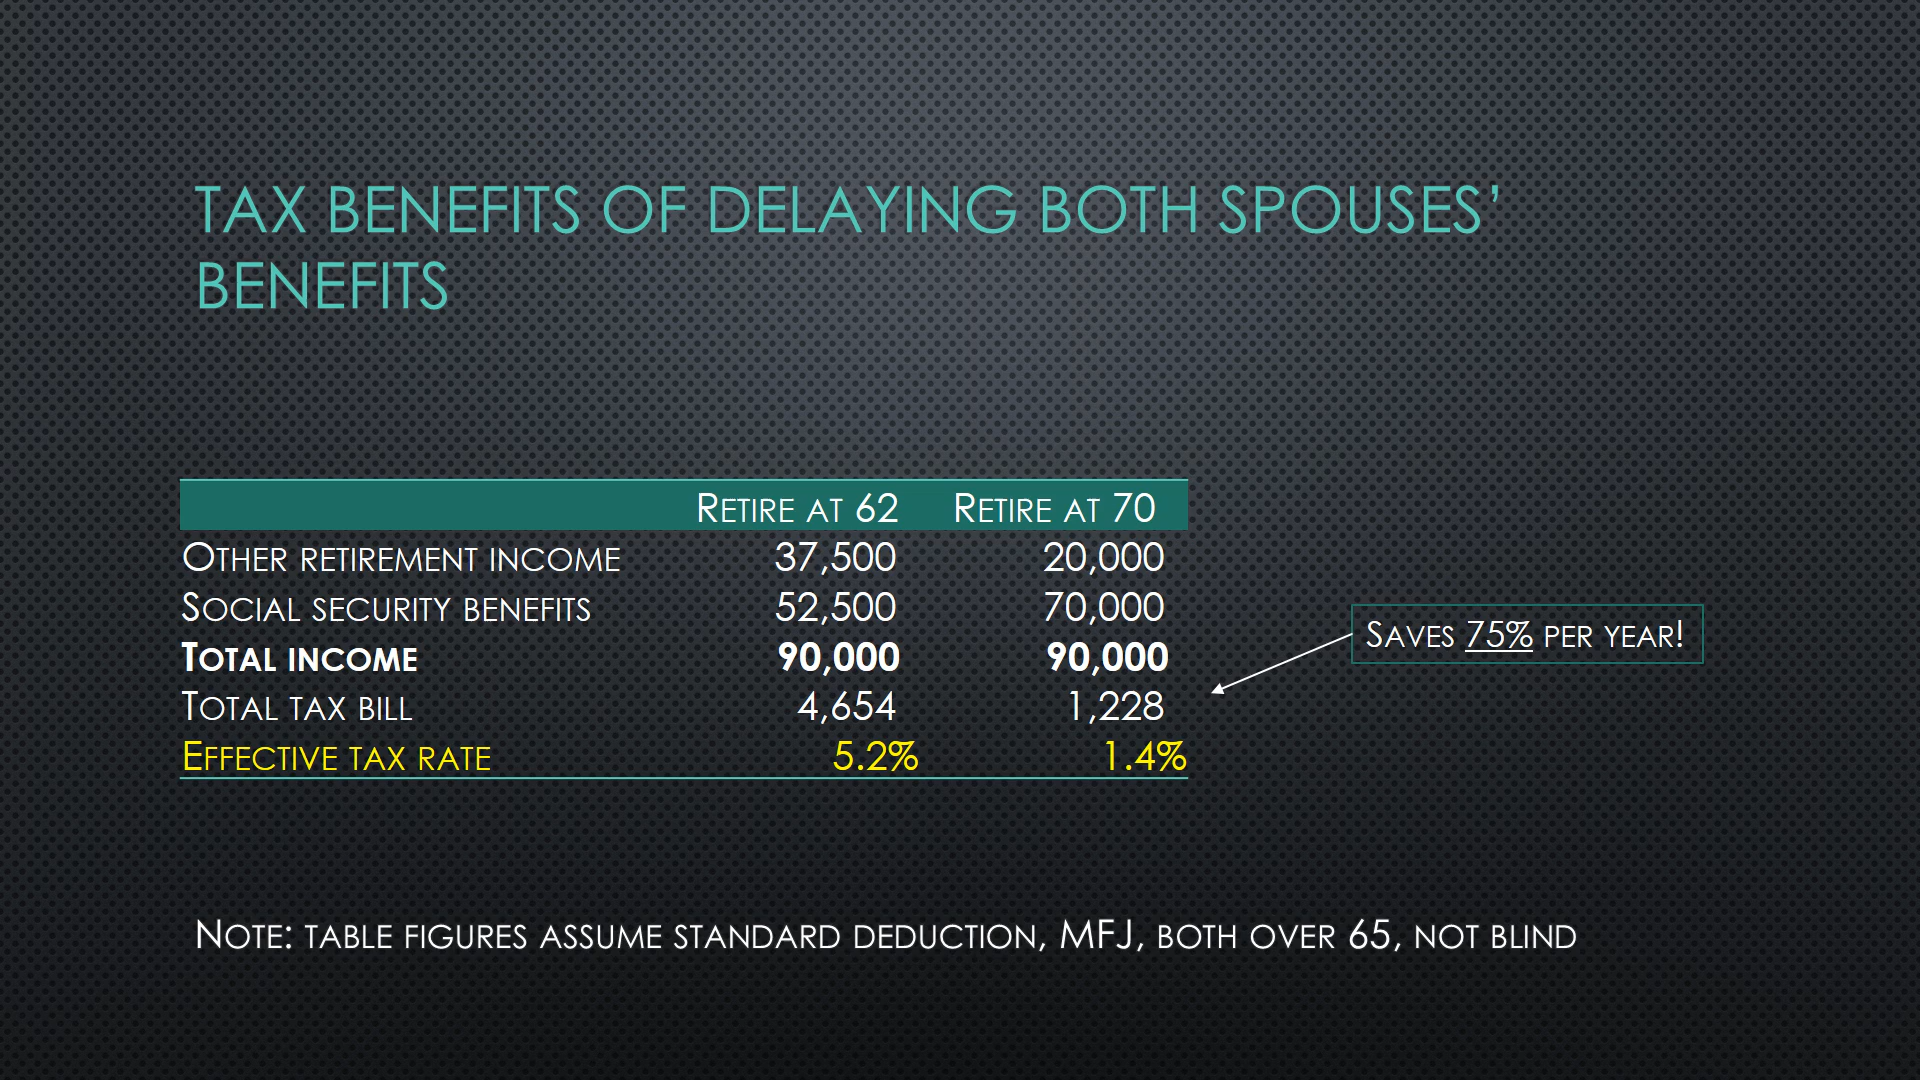 TAX BENEFITS OF DELAYING BOTH SPOUSES’
BENEFITS
RETIRE AT 62 RETIRE AT 70
OTHER RETIREMENT INCOME 37,500 20,000
SOCIAL SECURITY BENEFITS 52,500 70,000
TOTAL INCOME 90,000 90,000
TOTAL TAX BILL 4,654 1,228
EFFECTIVE TAX RATE 5.2% 1.4%
SAVES 75% PER YEAR!
NOTE: TABLE FIGURES ASSUME STANDARD DEDUCTION, MFJ, BOTH OVER 65, NOT BLIND